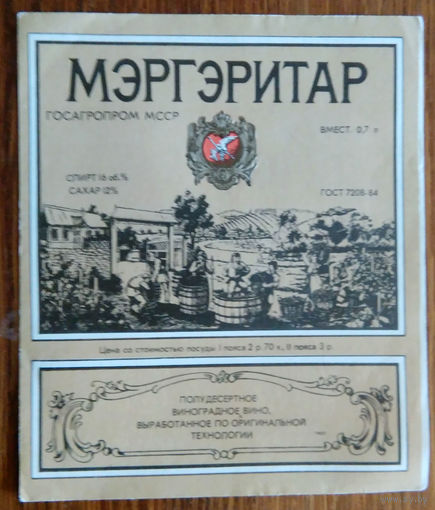 МЭРГЭРИТАР
ГОСАГРОПРОМ МССР
ВМЕСТ. 0,7 л
СПИРТ 16 об.%
САХАР 12%
ГОСТ 7208-84
Цена со стоимостью посуды I пояса 2 р. 70 к., II пояса 3 р.
ПОЛУДЕСЕРТНОЕ
ВИНОГРАДНОЕ ВИНО,
ВЫРАБОТАННОЕ ПО ОРИГИНАЛЬНОЙ
ТЕХНОЛОГИИ